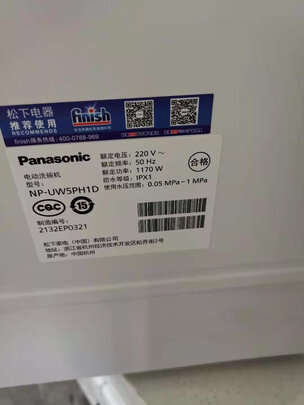 松下电器
推荐使用
RECOMMENDS
finish
finish服务热线: 400-0788-969
Panasonic
电动洗碗机
型号:
NP-UW5PH1D
额定电压: 220 V ~
额定频率: 50 Hz
额定功率: 1170 W
防水等级: IPX1
使用水压范围: 0.05 MPa~1 MPa
合格
CQC
15
制造编号:
2132EP0321
松下家电（中国）有限公司
地址: 浙江省杭州经济技术开发区松乔街2号
原产地: 中国杭州